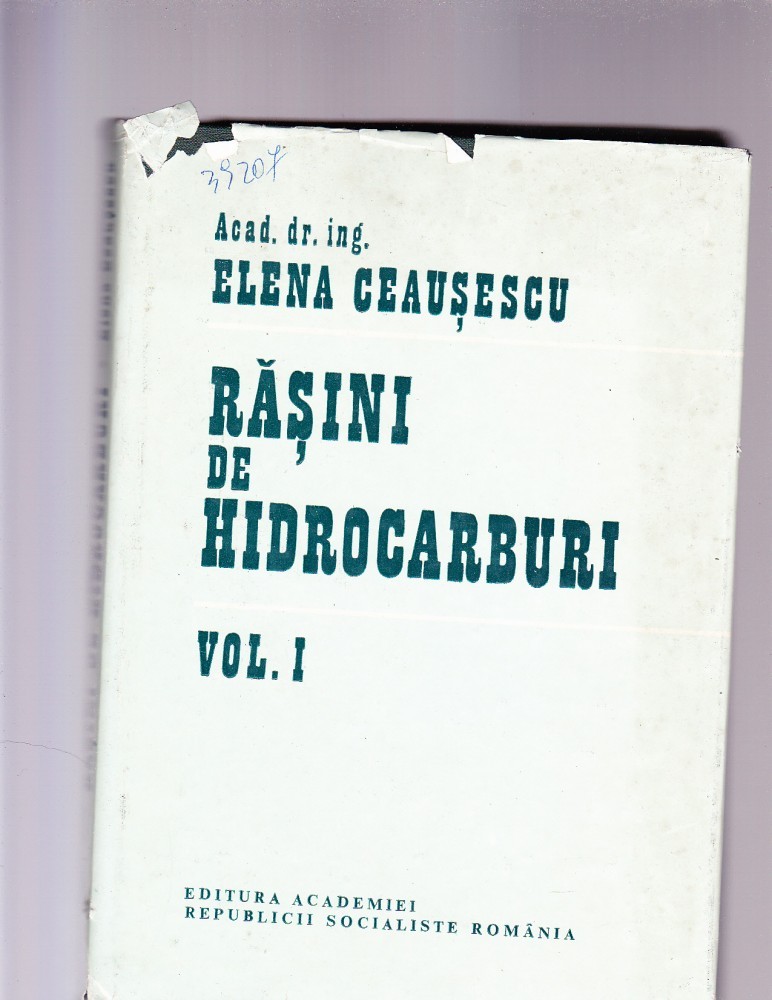 39207
Acad. dr. ing.
ELENA CEAUȘESCU
RĂȘINI
DE
HIDROCARBURI
VOL. I
EDITURA ACADEMIEI
REPUBLICII SOCIALISTE ROMÂNIA